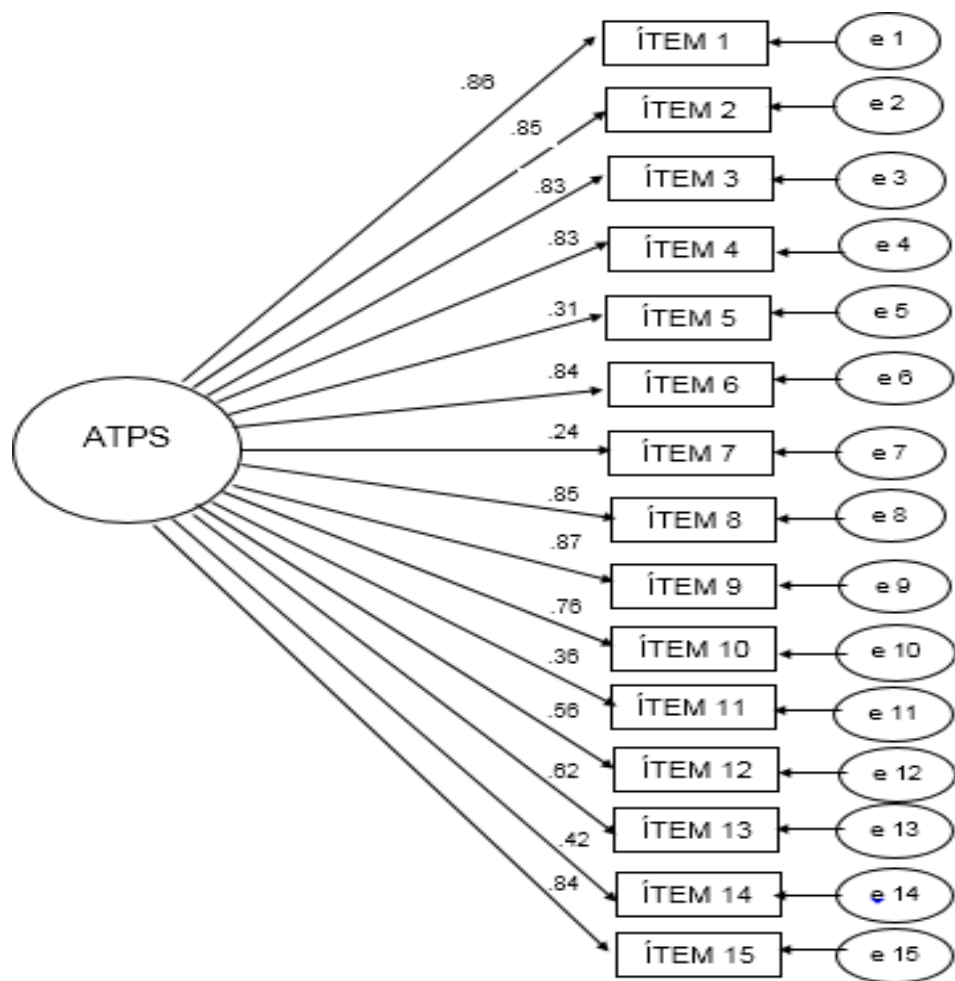 ÍTEM 1
e 1
.86
ÍTEM 2
e 2
.85
ÍTEM 3
e 3
.83
ÍTEM 4
e 4
.83
ÍTEM 5
e 5
.31
ÍTEM 6
e 6
.84
ATPS
ÍTEM 7
e 7
.24
ÍTEM 8
e 8
.85
ÍTEM 9
e 9
.87
ÍTEM 10
e 10
.76
ÍTEM 11
e 11
.36
ÍTEM 12
e 12
.56
ÍTEM 13
e 13
.62
ÍTEM 14
e 14
.42
ÍTEM 15
e 15
.84